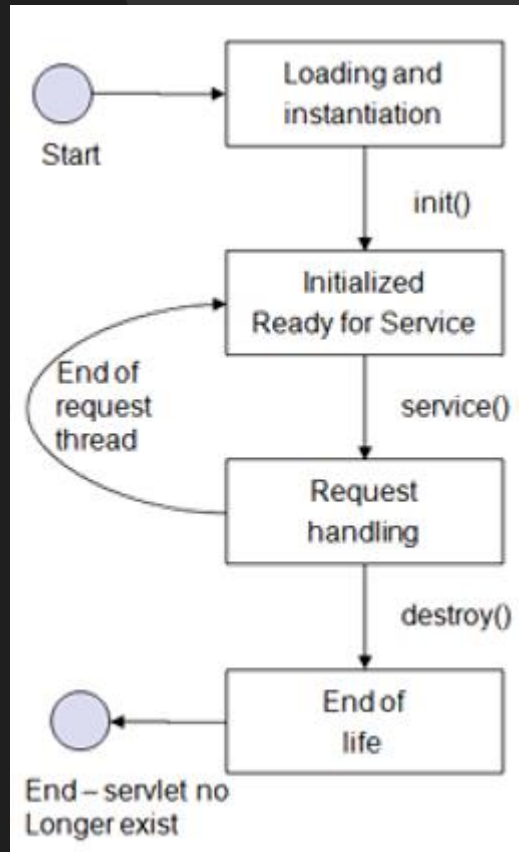 Loading and
instantiation
Start
init()
Initialized
Ready for Service
End of
request
thread
service()
Request
handling
destroy()
End of
life
End – servlet no
Longer exist